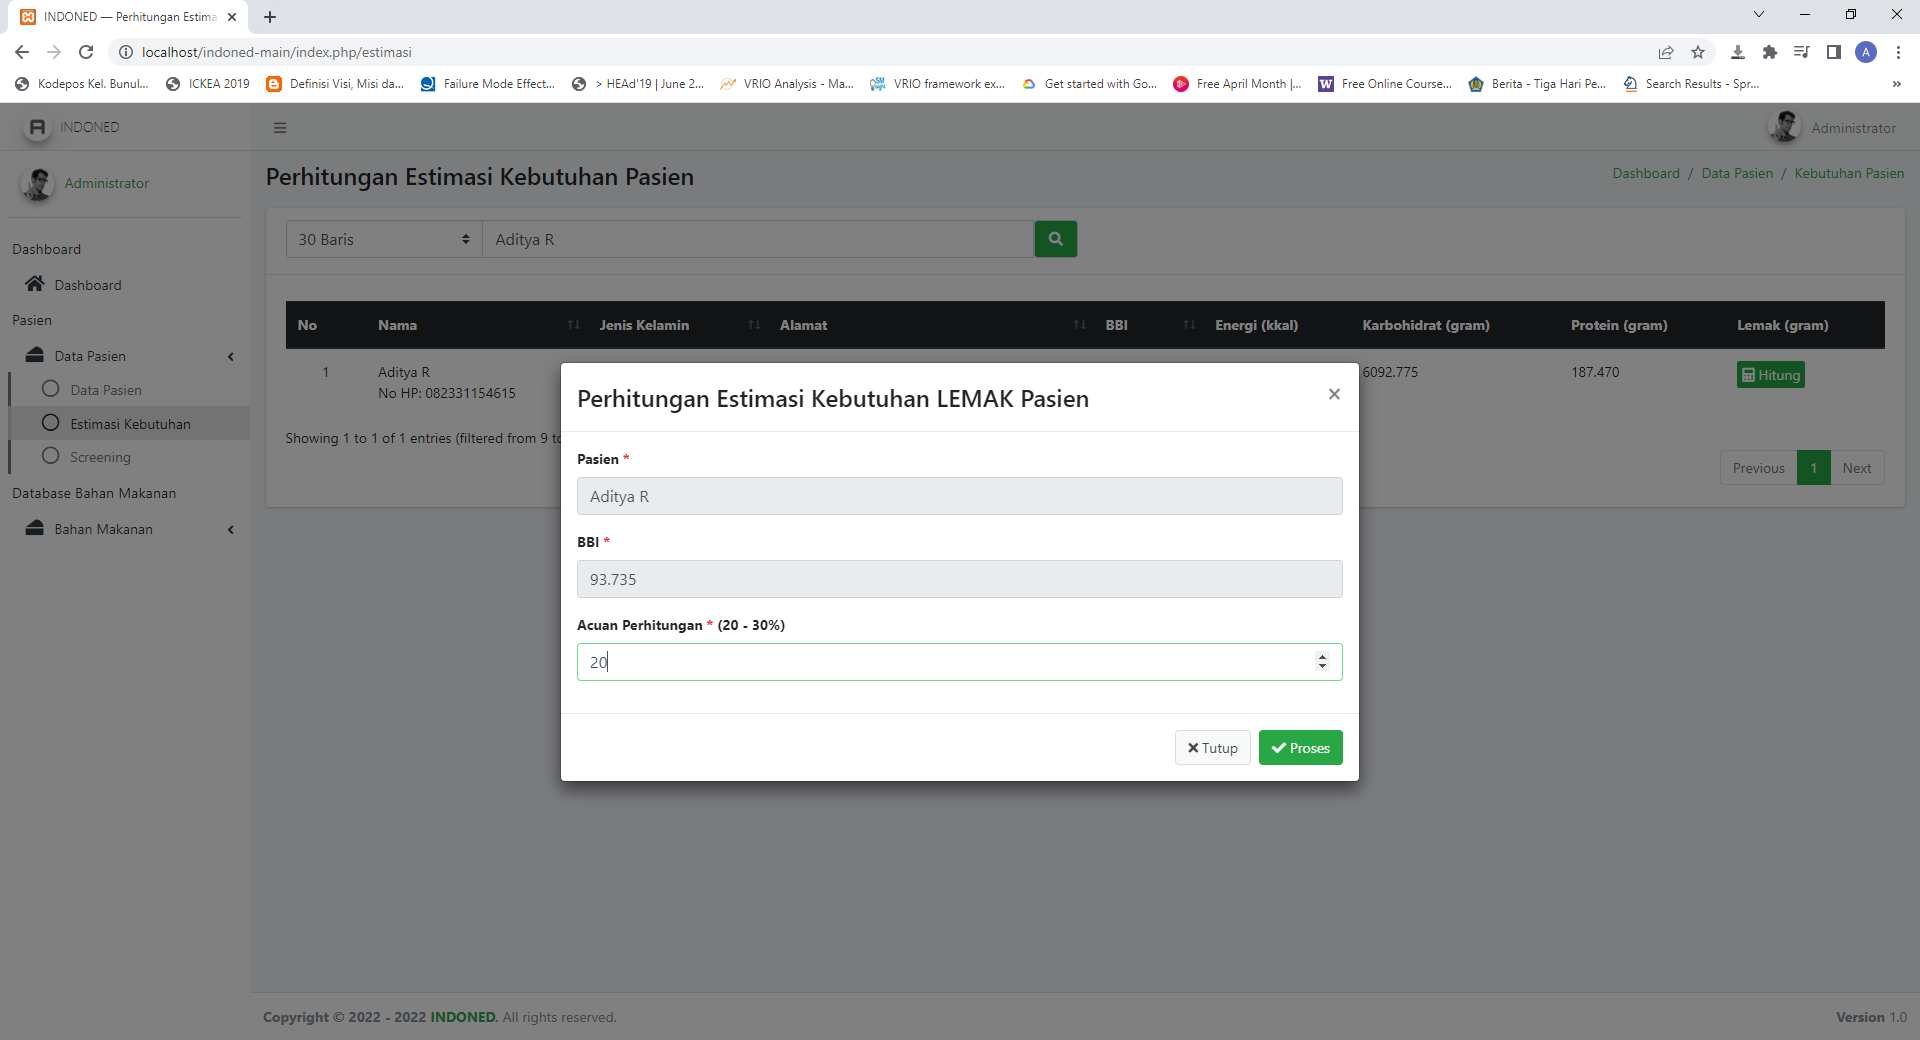 INDONED — Perhitungan Estima
localhost/indoned-main/index.php/estimasi
A
Kodepos Kel. Bunul...
ICKEA 2019
Definisi Visi, Misi da...
Failure Mode Effect...
> HEAd'19 | June 2...
VRIO Analysis - Ma...
VRIO framework ex...
Get started with Go...
Free April Month |...
W
Free Online Course...
Berita - Tiga Hari Pe...
Search Results - Spr...
»
INDONED
Administrator
Administrator
Perhitungan Estimasi Kebutuhan Pasien
Dashboard / Data Pasien / Kebutuhan Pasien
Dashboard
Dashboard
Pasien
Data Pasien
Data Pasien
Estimasi Kebutuhan
Screening
Database Bahan Makanan
Bahan Makanan
30 Baris
Aditya R
No Nama Jenis Kelamin Alamat BBI Energi (kkal) Karbohidrat (gram) Protein (gram) Lemak (gram)
1 Aditya R 6092.775 187.470 Hitung
No HP: 082331154615
Showing 1 to 1 of 1 entries (filtered from 9 to
Previous 1 Next
Perhitungan Estimasi Kebutuhan LEMAK Pasien
×
Pasien *
Aditya R
BBI *
93.735
Acuan Perhitungan * (20 - 30%)
20
Tutup
Proses
Copyright © 2022 - 2022 INDONED. All rights reserved.
Version 1.0